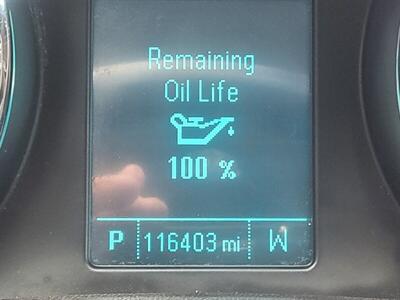 Remaining
Oil Life
100 %
P 116403 mi W